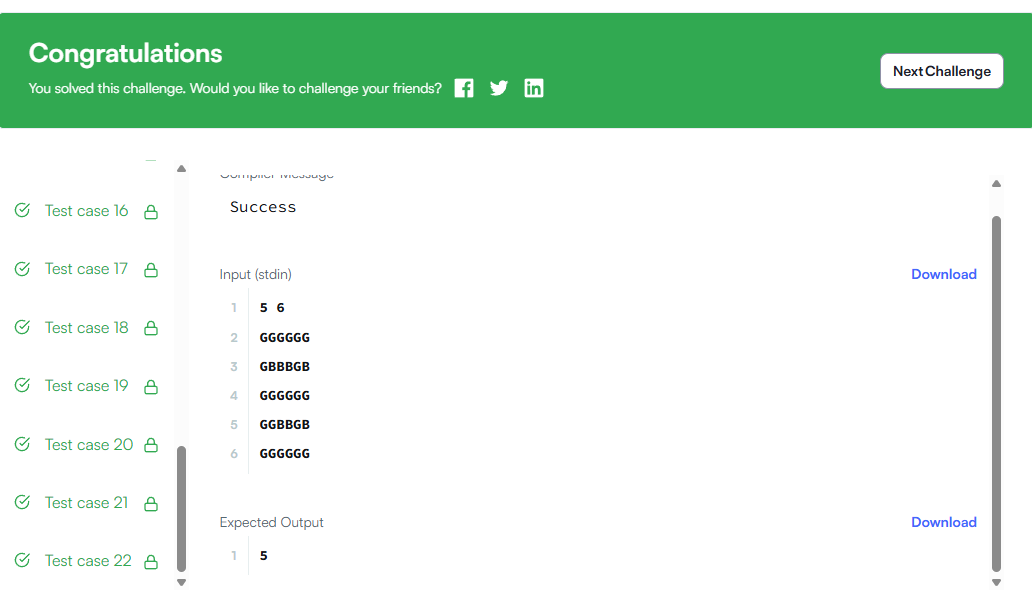 Congratulations
You solved this challenge. Would you like to challenge your friends?
Next Challenge
Test case 16
Test case 17
Test case 18
Test case 19
Test case 20
Test case 21
Test case 22
Compiler Message
Success
Input (stdin)
Download
1 5 6
2 GGGGGG
3 GBBBGB
4 GGGGGG
5 GGBBGB
6 GGGGGG
Expected Output
Download
1 5